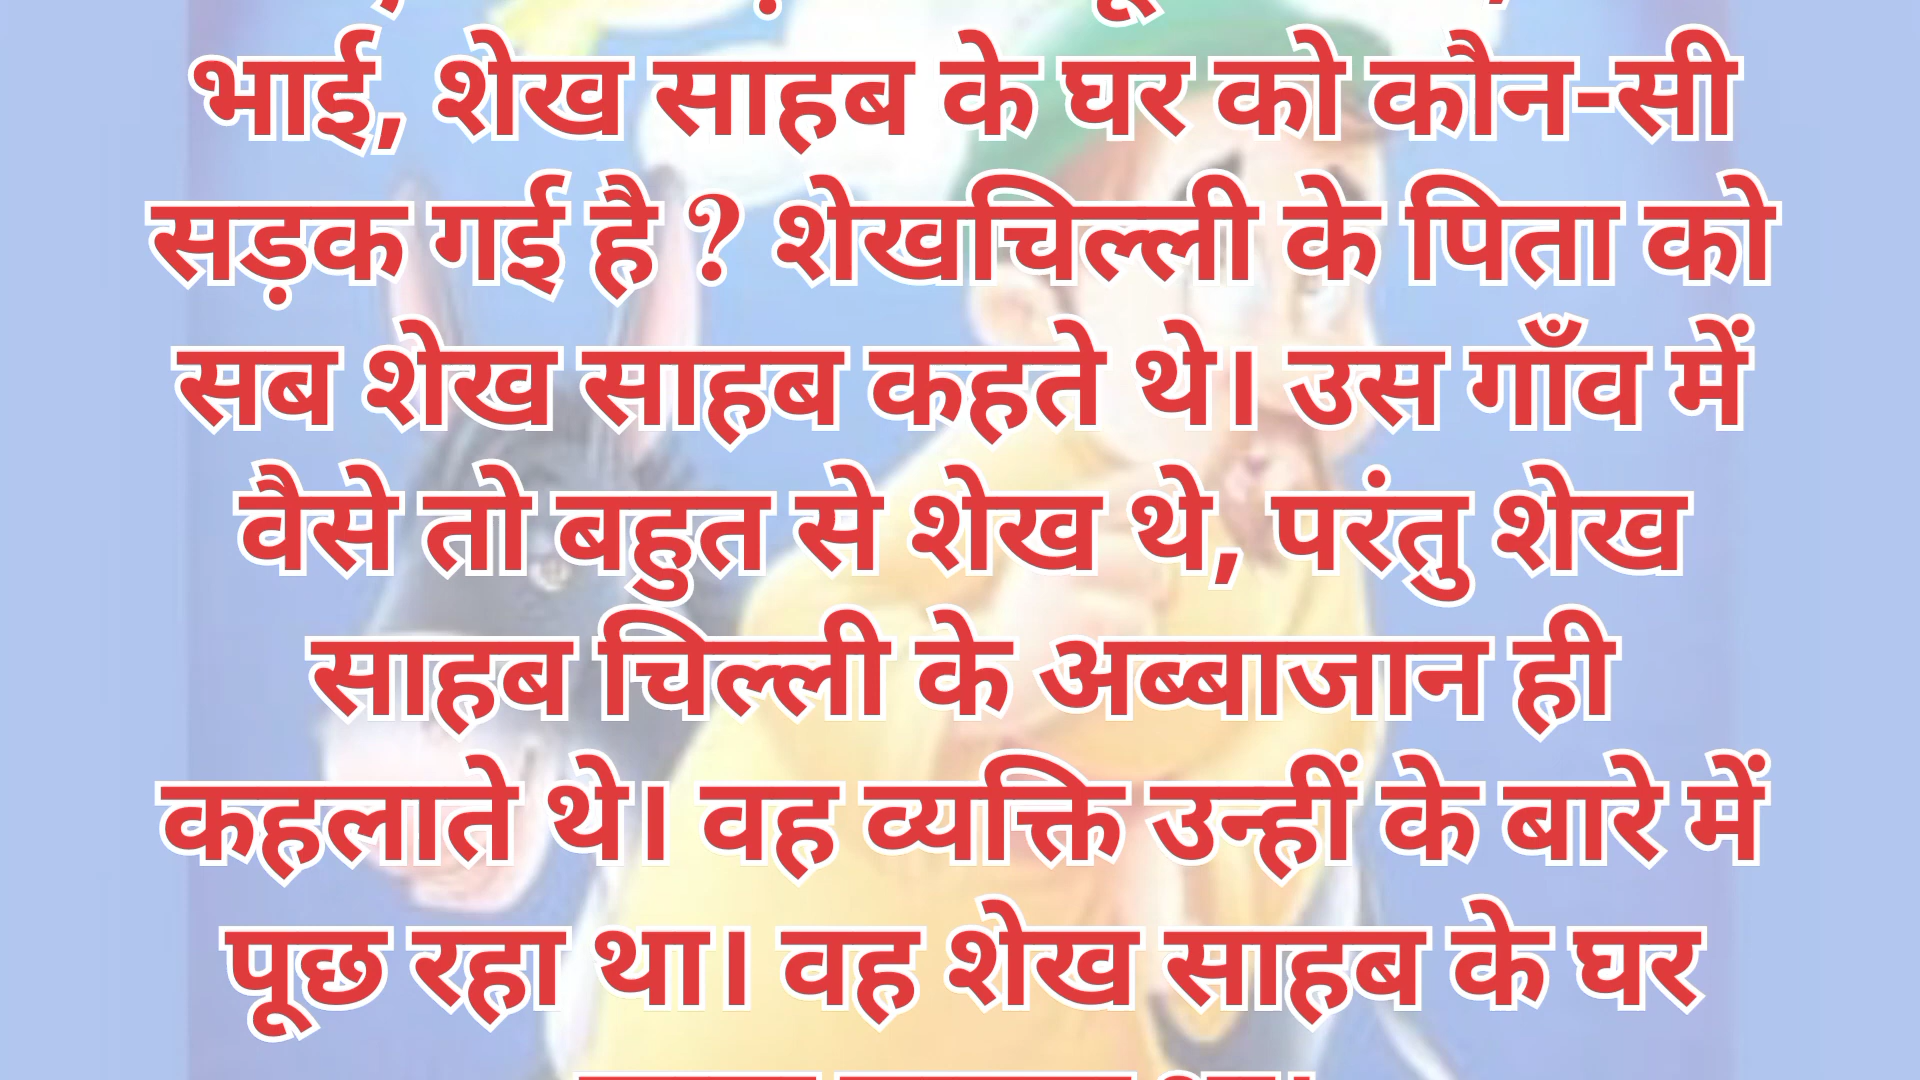 भाई, शेख साहब के घर को कौन-सी
सड़क गई है ? शेखचिल्ली के पिता को
सब शेख साहब कहते थे। उस गाँव में
वैसे तो बहुत से शेख थे, परंतु शेख
साहब चिल्ली के अब्बाजान ही
कहलाते थे। वह व्यक्ति उन्हीं के बारे में
पूछ रहा था। वह शेख साहब के घर